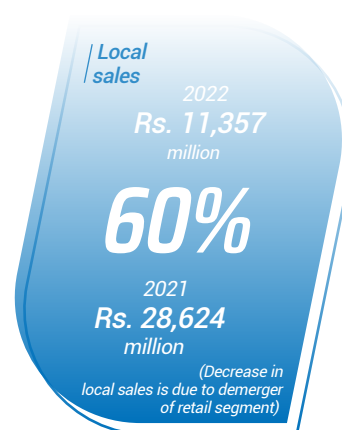 Local
sales
2022
Rs. 11,357
million
60%
2021
Rs. 28,624
million
(Decrease in
local sales is due to demerger
of retail segment)